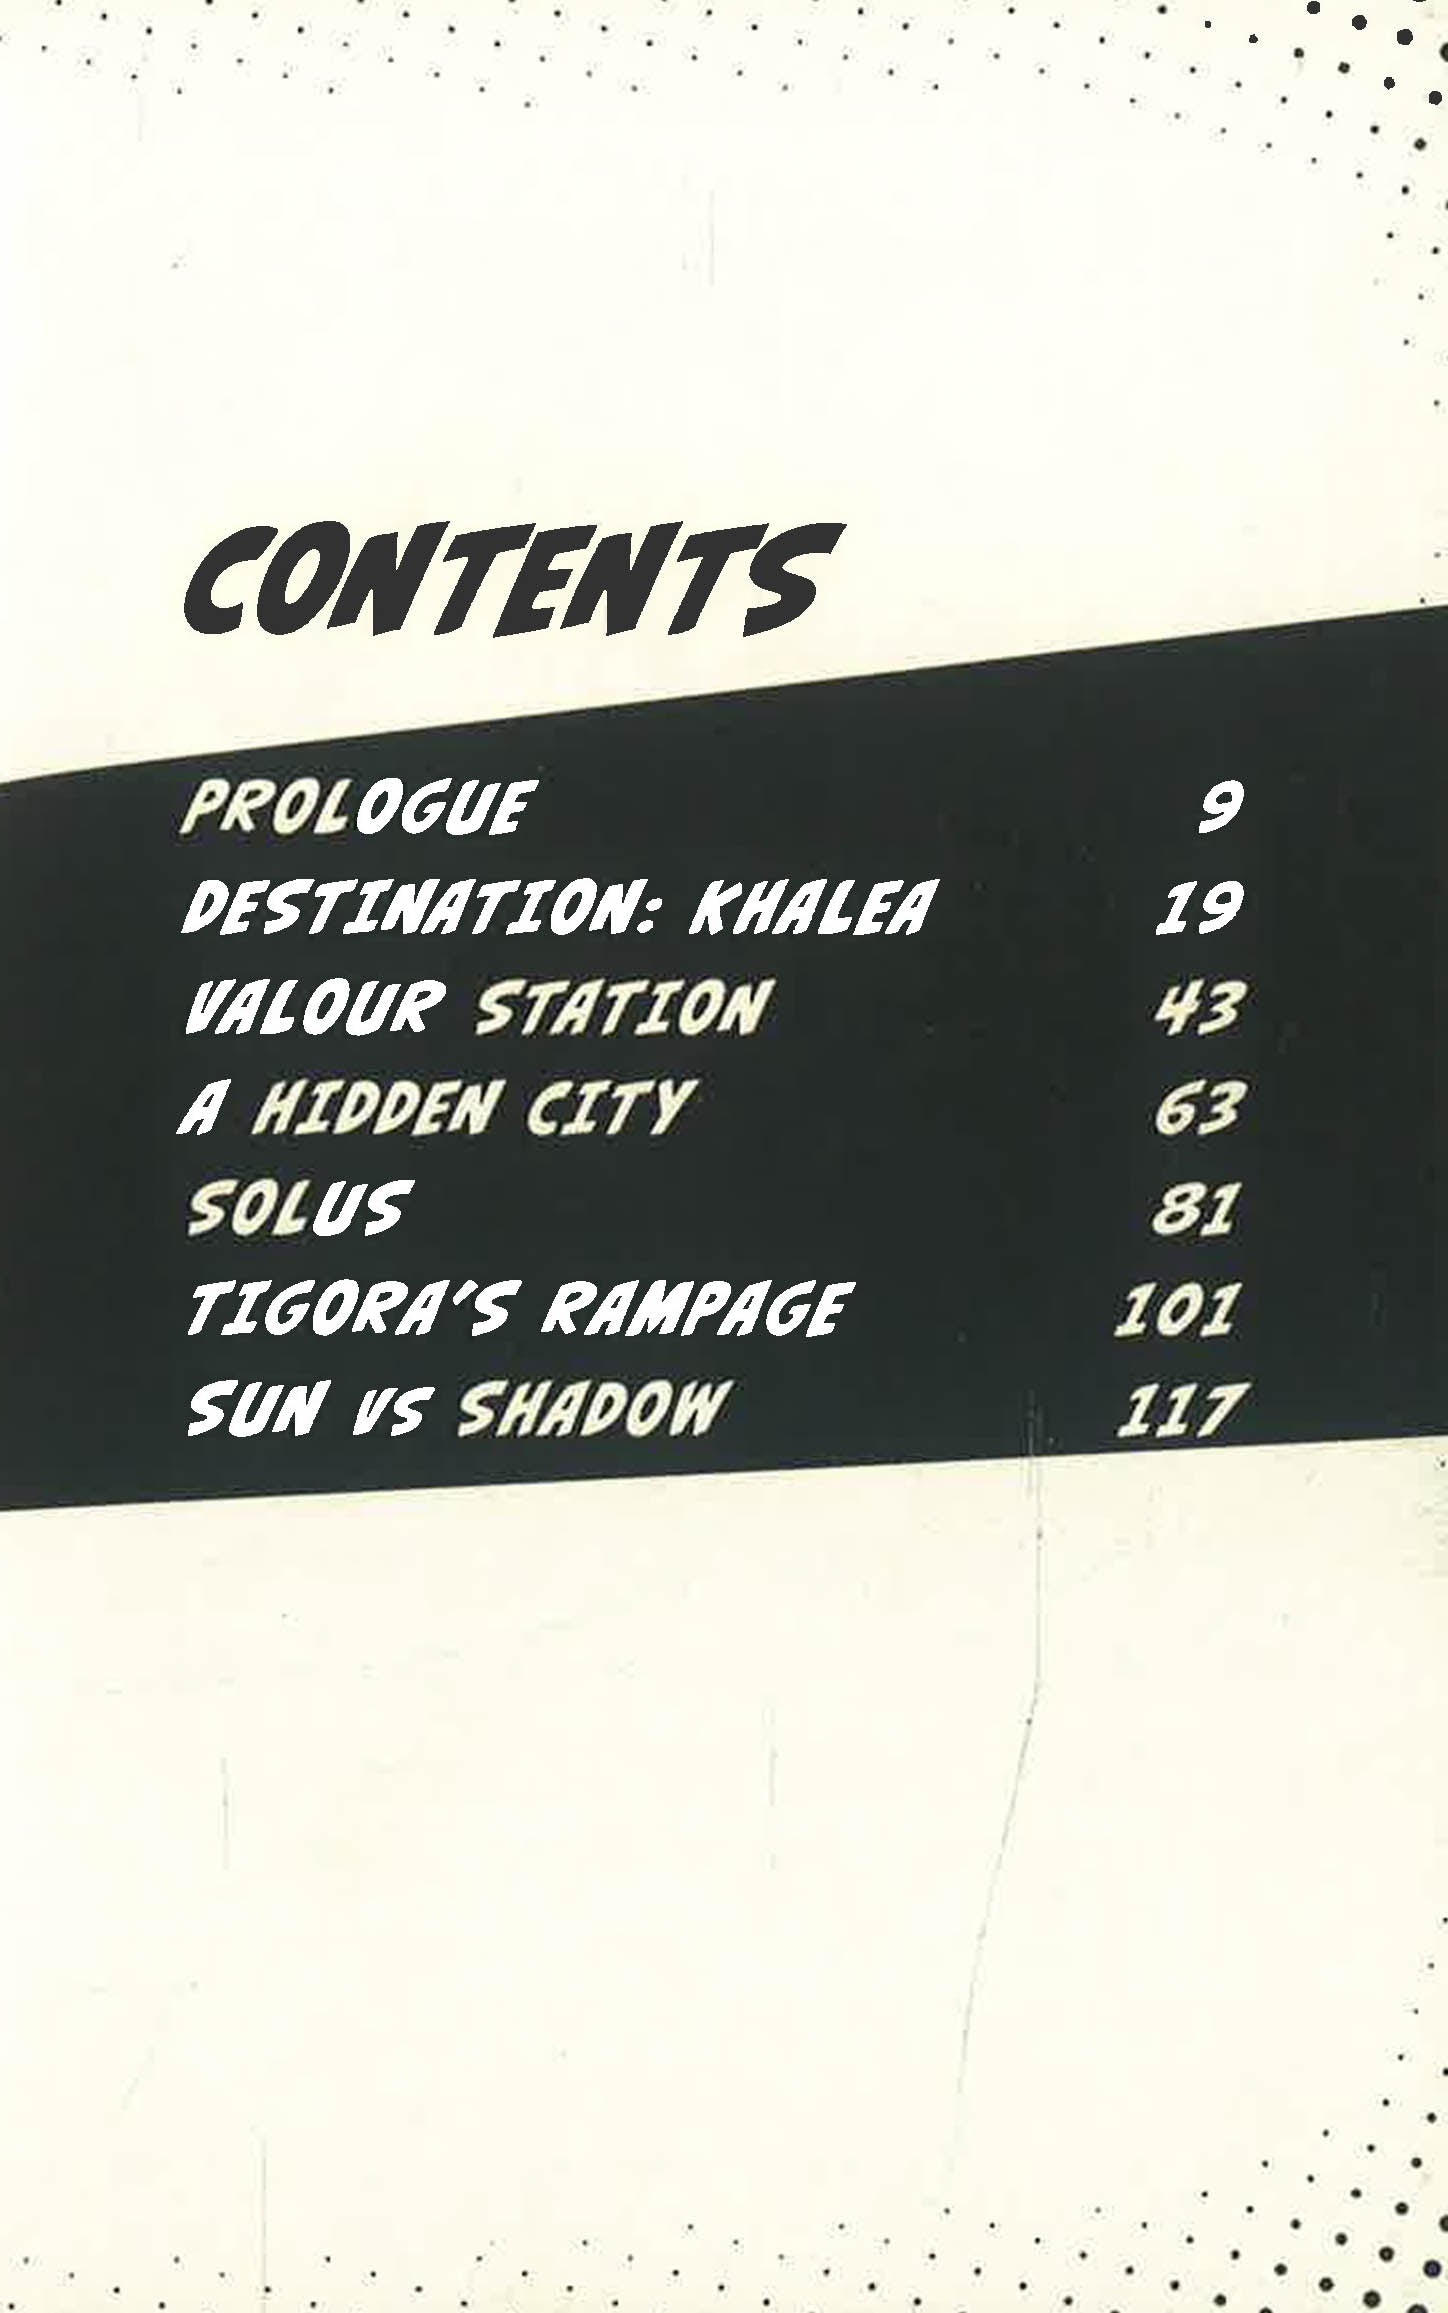 CONTENTS
PROLOGUE 9
DESTINATION: KHALEA 19
VALOUR STATION 43
A HIDDEN CITY 63
SOLUS 81
TIGORA'S RAMPAGE 101
SUN VS SHADOW 117